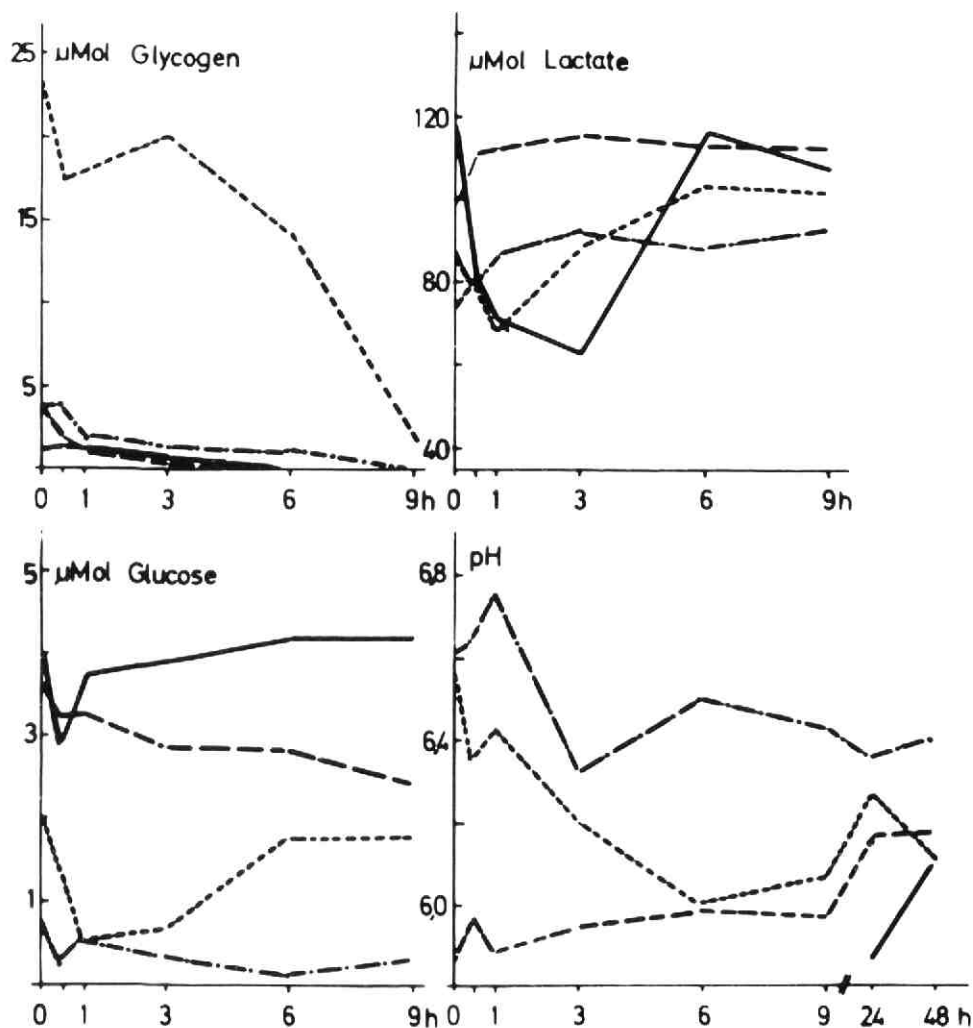 µMol Glycogen
25
15
5
0 1 3 6 9h
µMol Lactate
120
80
40
0 1 3 6 9h
µMol Glucose
5
3
1
0 1 3 6 9h
pH
6,8
6,4
6,0
0 1 3 6 9 24 48 h